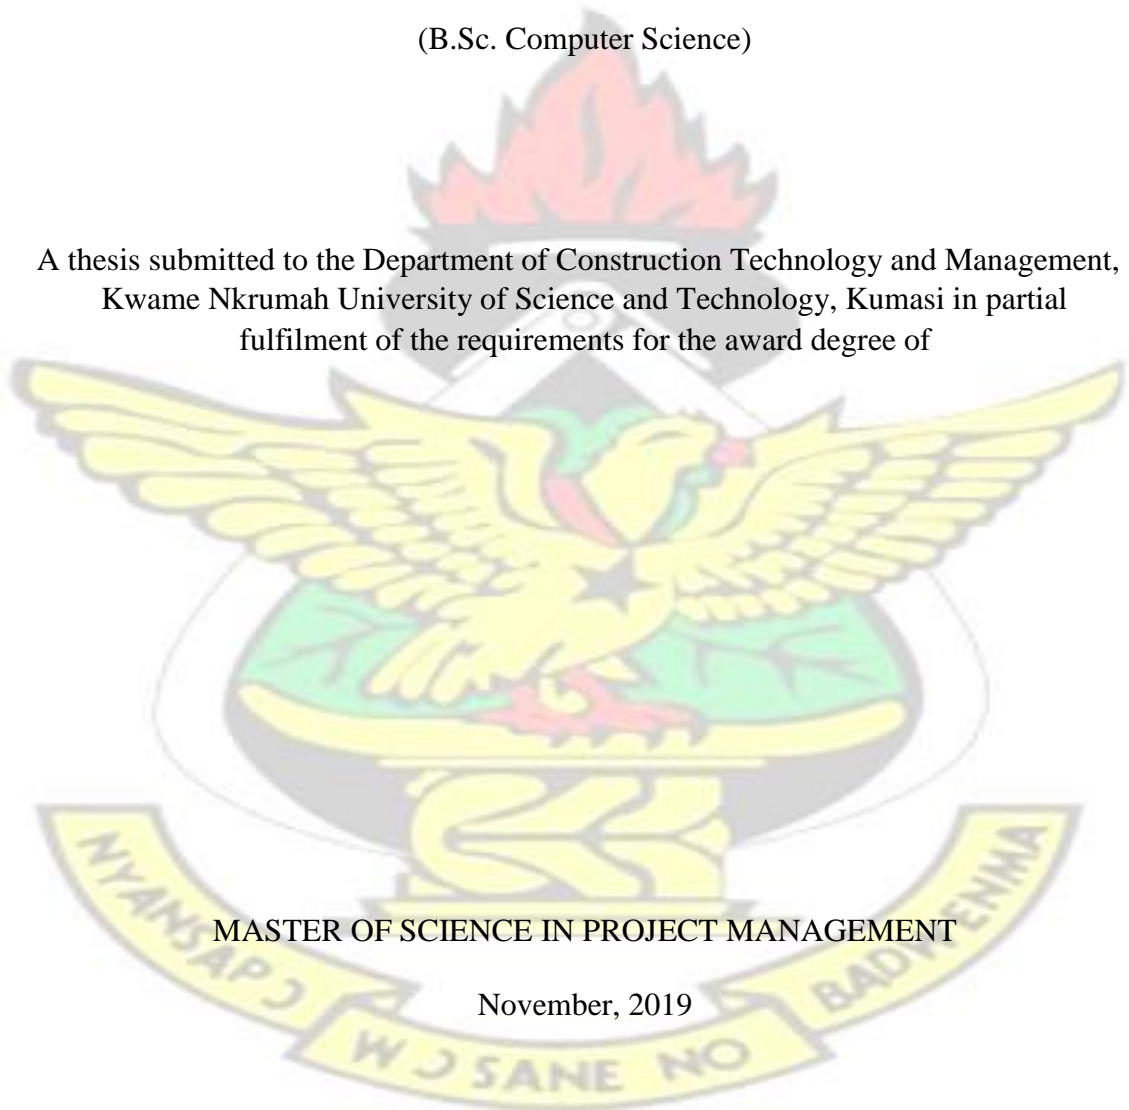 (B.Sc. Computer Science)
A thesis submitted to the Department of Construction Technology and Management,
Kwame Nkrumah University of Science and Technology, Kumasi in partial
fulfilment of the requirements for the award degree of
MASTER OF SCIENCE IN PROJECT MANAGEMENT
November, 2019
NYANSAPƆ WƆSANE NO BADWENMA